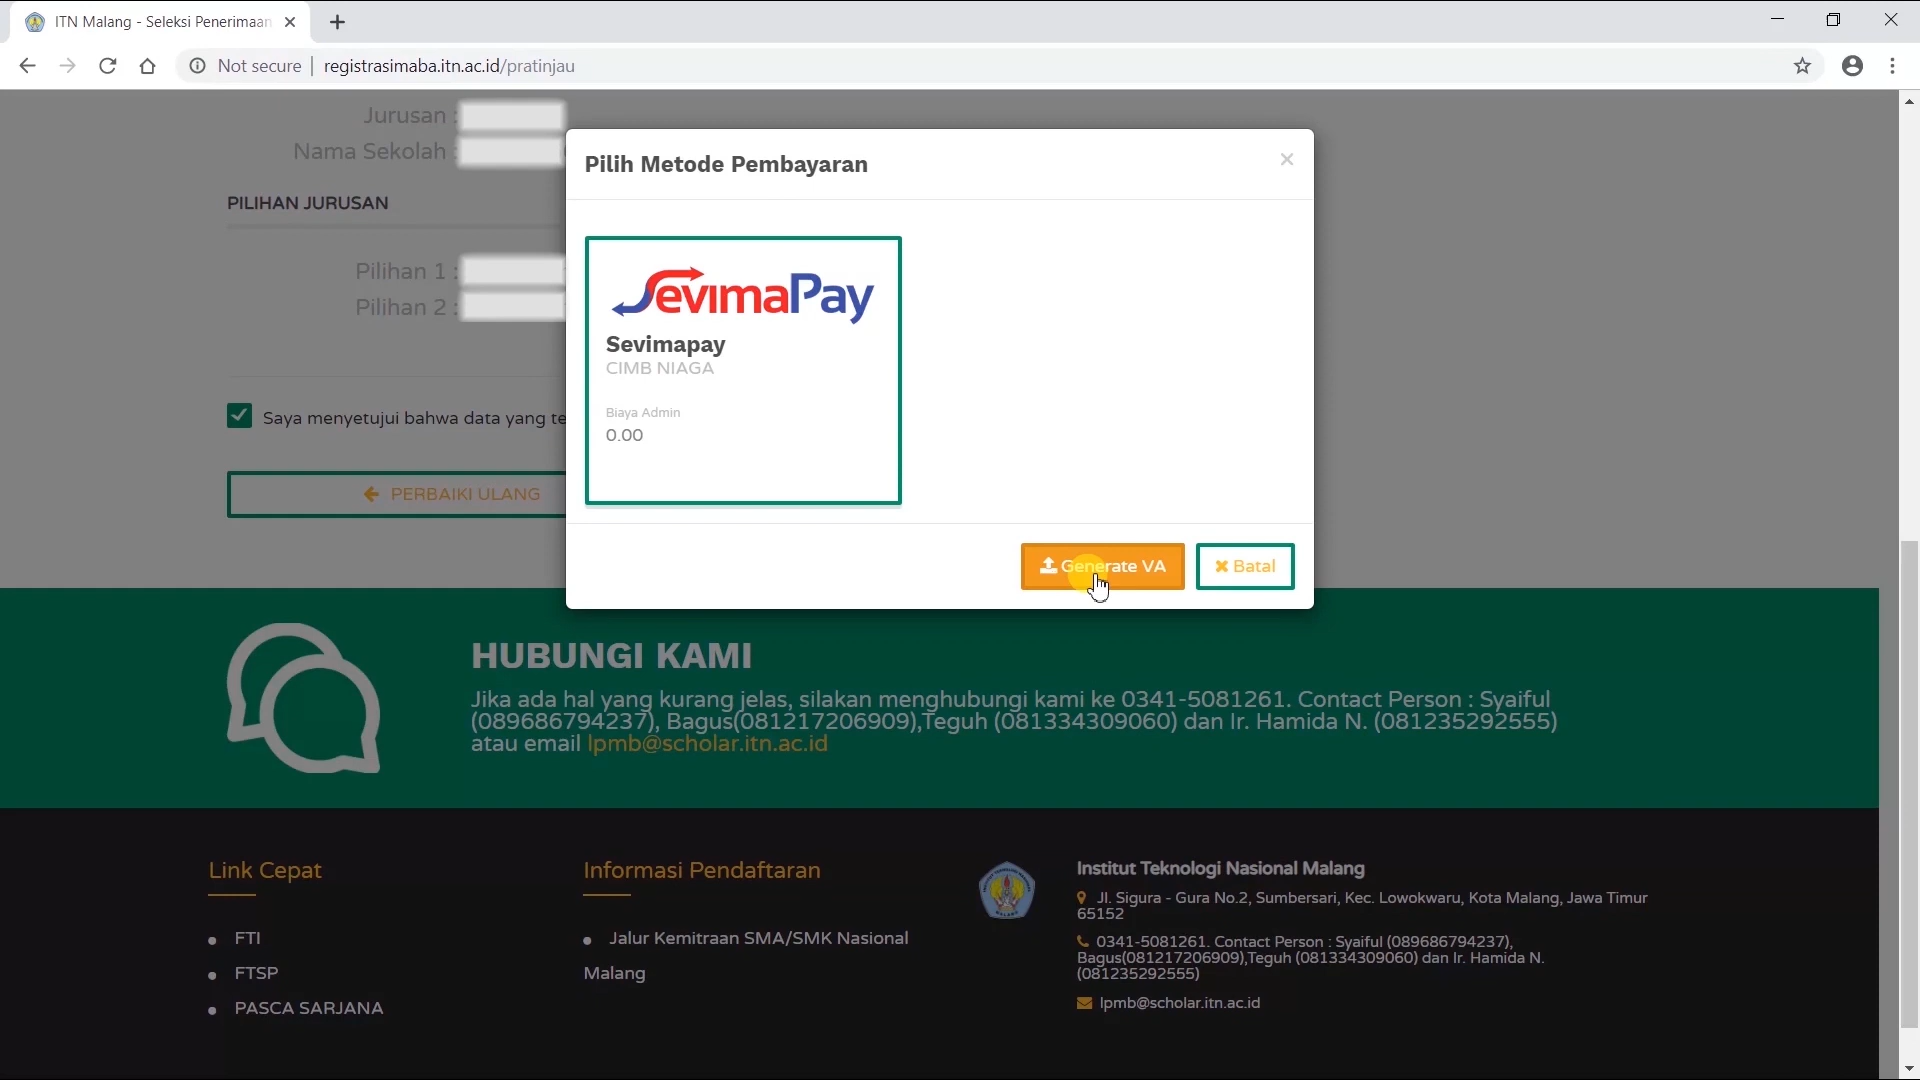 ITN Malang - Seleksi Penerimaan
Not secure | registrasimaba.itn.ac.id/pratinjau
Jurusan :
Nama Sekolah :
PILIHAN JURUSAN
Pilihan 1 :
Pilihan 2 :
Saya menyetujui bahwa data yang te
PERBAIKI ULANG
Pilih Metode Pembayaran
×
SevimaPay
Sevimapay
CIMB NIAGA
Biaya Admin
0.00
Generate VA
Batal
HUBUNGI KAMI
Jika ada hal yang kurang jelas, silakan menghubungi kami ke 0341-5081261. Contact Person : Syaiful
(089686794237), Bagus(081217206909),Teguh (081334309060) dan Ir. Hamida N. (081235292555)
atau email lpmb@scholar.itn.ac.id
Link Cepat
FTI
FTSP
PASCA SARJANA
Informasi Pendaftaran
Jalur Kemitraan SMA/SMK Nasional
Malang
Institut Teknologi Nasional Malang
Jl. Sigura - Gura No.2, Sumbersari, Kec. Lowokwaru, Kota Malang, Jawa Timur
65152
0341-5081261. Contact Person : Syaiful (089686794237),
Bagus(081217206909),Teguh (081334309060) dan Ir. Hamida N.
(081235292555)
lpmb@scholar.itn.ac.id